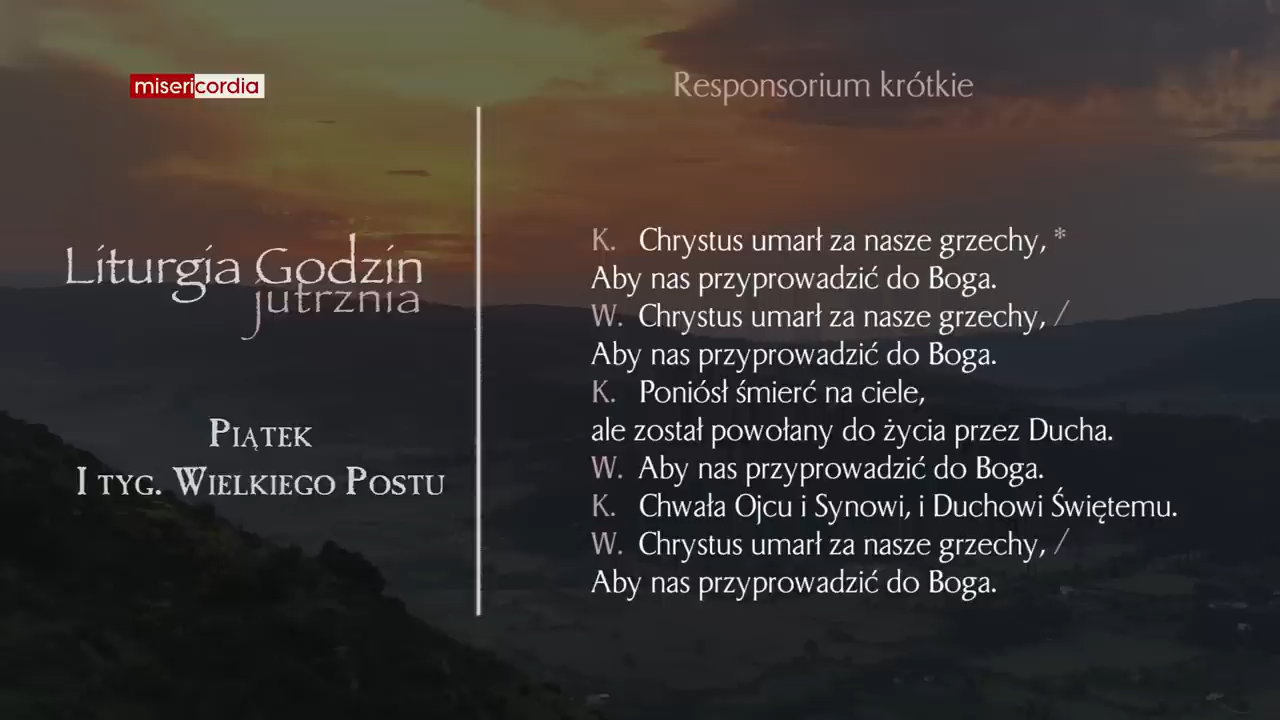 misericordia
Liturgia Godzin
jutrznia
Piątek
I tyg. Wielkiego Postu
Responsorium krótkie
K. Chrystus umarł za nasze grzechy, *
Aby nas przyprowadzić do Boga.
W. Chrystus umarł za nasze grzechy, /
Aby nas przyprowadzić do Boga.
K. Poniósł śmierć na ciele,
ale został powołany do życia przez Ducha.
W. Aby nas przyprowadzić do Boga.
K. Chwała Ojcu i Synowi, i Duchowi Świętemu.
W. Chrystus umarł za nasze grzechy, /
Aby nas przyprowadzić do Boga.